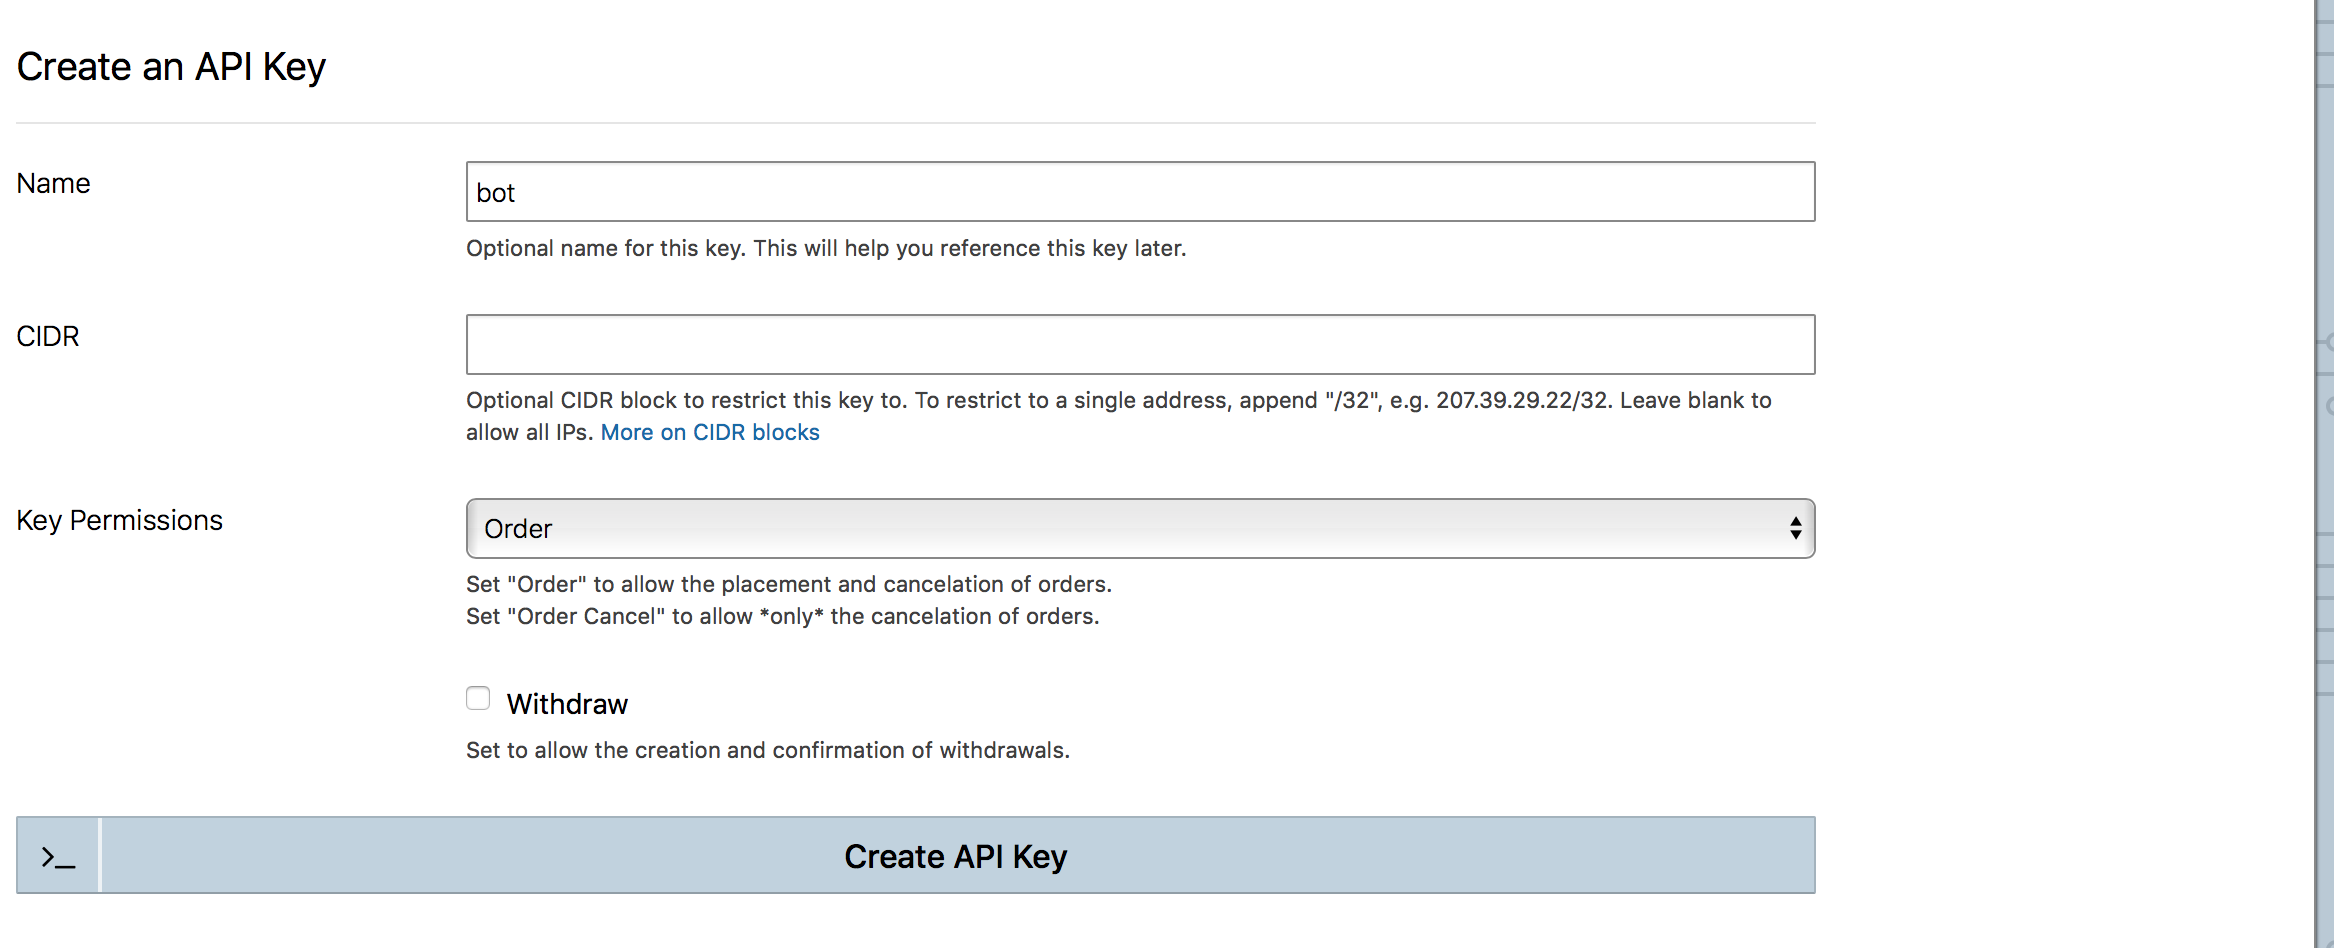 Create an API Key
Name
bot
Optional name for this key. This will help you reference this key later.
CIDR
Optional CIDR block to restrict this key to. To restrict to a single address, append "/32", e.g. 207.39.29.22/32. Leave blank to
allow all IPs. More on CIDR blocks
Key Permissions
Order
Set "Order" to allow the placement and cancelation of orders.
Set "Order Cancel" to allow *only* the cancelation of orders.
Withdraw
Set to allow the creation and confirmation of withdrawals.
>_ Create API Key